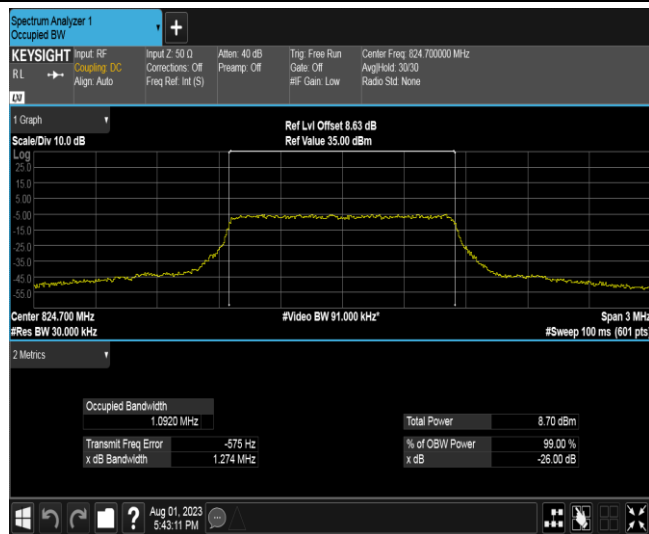 Spectrum Analyzer 1
Occupied BW
+
KEYSIGHT
RL
Input: RF
Coupling: DC
Align: Auto
Input Z: 50 Ω
Corrections: Off
Freq Ref: Int (S)
Atten: 40 dB
Preamp: Off
Trig: Free Run
Gate: Off
#IF Gain: Low
Center Freq: 824.700000 MHz
Avg|Hold: 30/30
Radio Std: None
1 Graph
Scale/Div 10.0 dB
Ref Lvl Offset 8.63 dB
Ref Value 35.00 dBm
Log
25.0
15.0
5.00
-5.00
-15.0
-25.0
-35.0
-45.0
-55.0
Center 824.700 MHz
#Res BW 30.000 kHz
#Video BW 91.000 kHz*
Span 3 MHz
#Sweep 100 ms (601 pts)
2 Metrics
Occupied Bandwidth
1.0920 MHz
Transmit Freq Error -575 Hz
x dB Bandwidth 1.274 MHz
Total Power 8.70 dBm
% of OBW Power 99.00 %
x dB -26.00 dB
?
Aug 01, 2023
5:43:11 PM